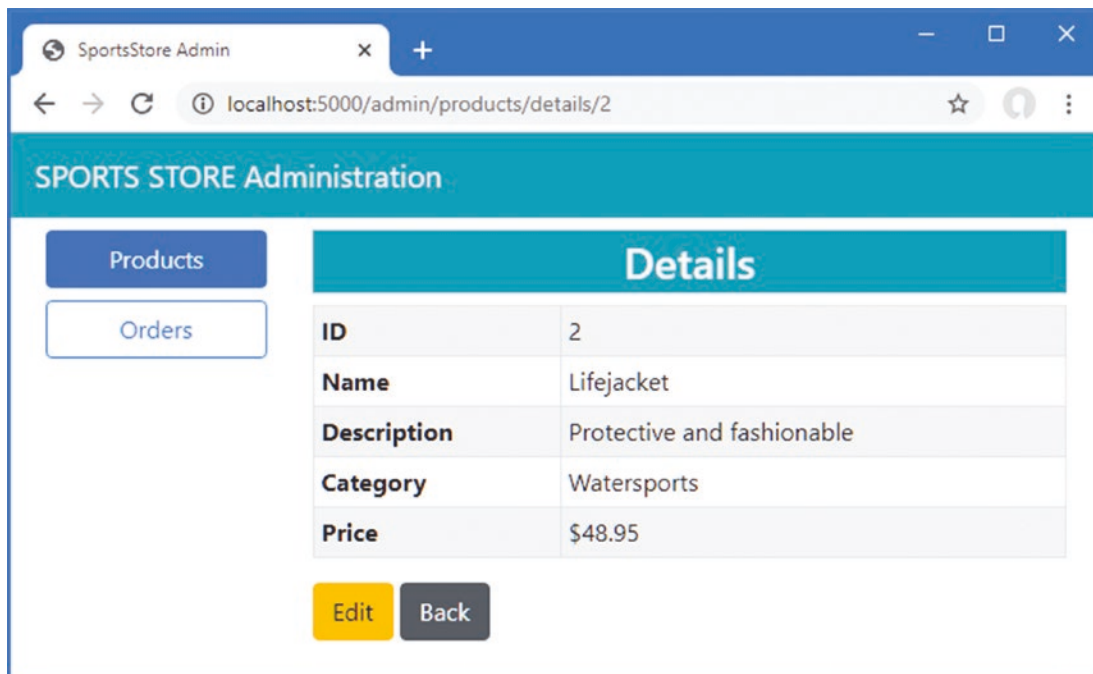 SportsStore Admin
localhost:5000/admin/products/details/2
SPORTS STORE Administration
Products
Orders
Details
ID 2
Name Lifejacket
Description Protective and fashionable
Category Watersports
Price $48.95
Edit Back